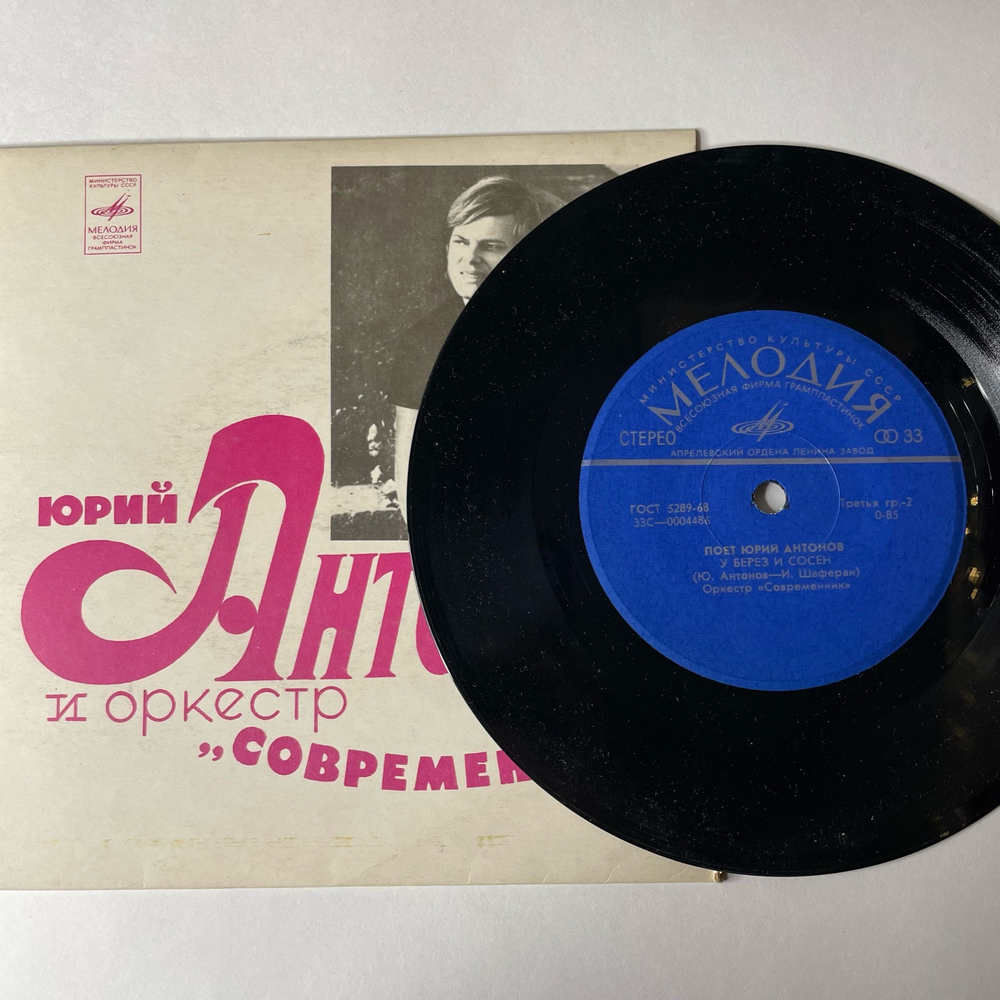 МИНИСТЕРСТВО
КУЛЬТУРЫ СССР
МЕЛОДИЯ
ВСЕСОЮЗНАЯ
ФИРМА
ГРАМПЛАСТИНОК
ЮРИЙ
АНТО
и оркестр
„СОВРЕМЕН
МИНИСТЕРСТВО КУЛЬТУРЫ СССР
МЕЛОДИЯ
ВСЕСОЮЗНАЯ ФИРМА ГРАМПЛАСТИНОК
СТЕРЕО 33
АПРЕЛЕВСКИЙ ОРДЕНА ЛЕНИНА ЗАВОД
ГОСТ 5289-68 Третья гр.-2
33С—0004486 0-85
ПОЕТ ЮРИЙ АНТОНОВ
У БЕРЕЗ И СОСЕН
(Ю. Антонов—И. Шаферан)
Оркестр «Современник»